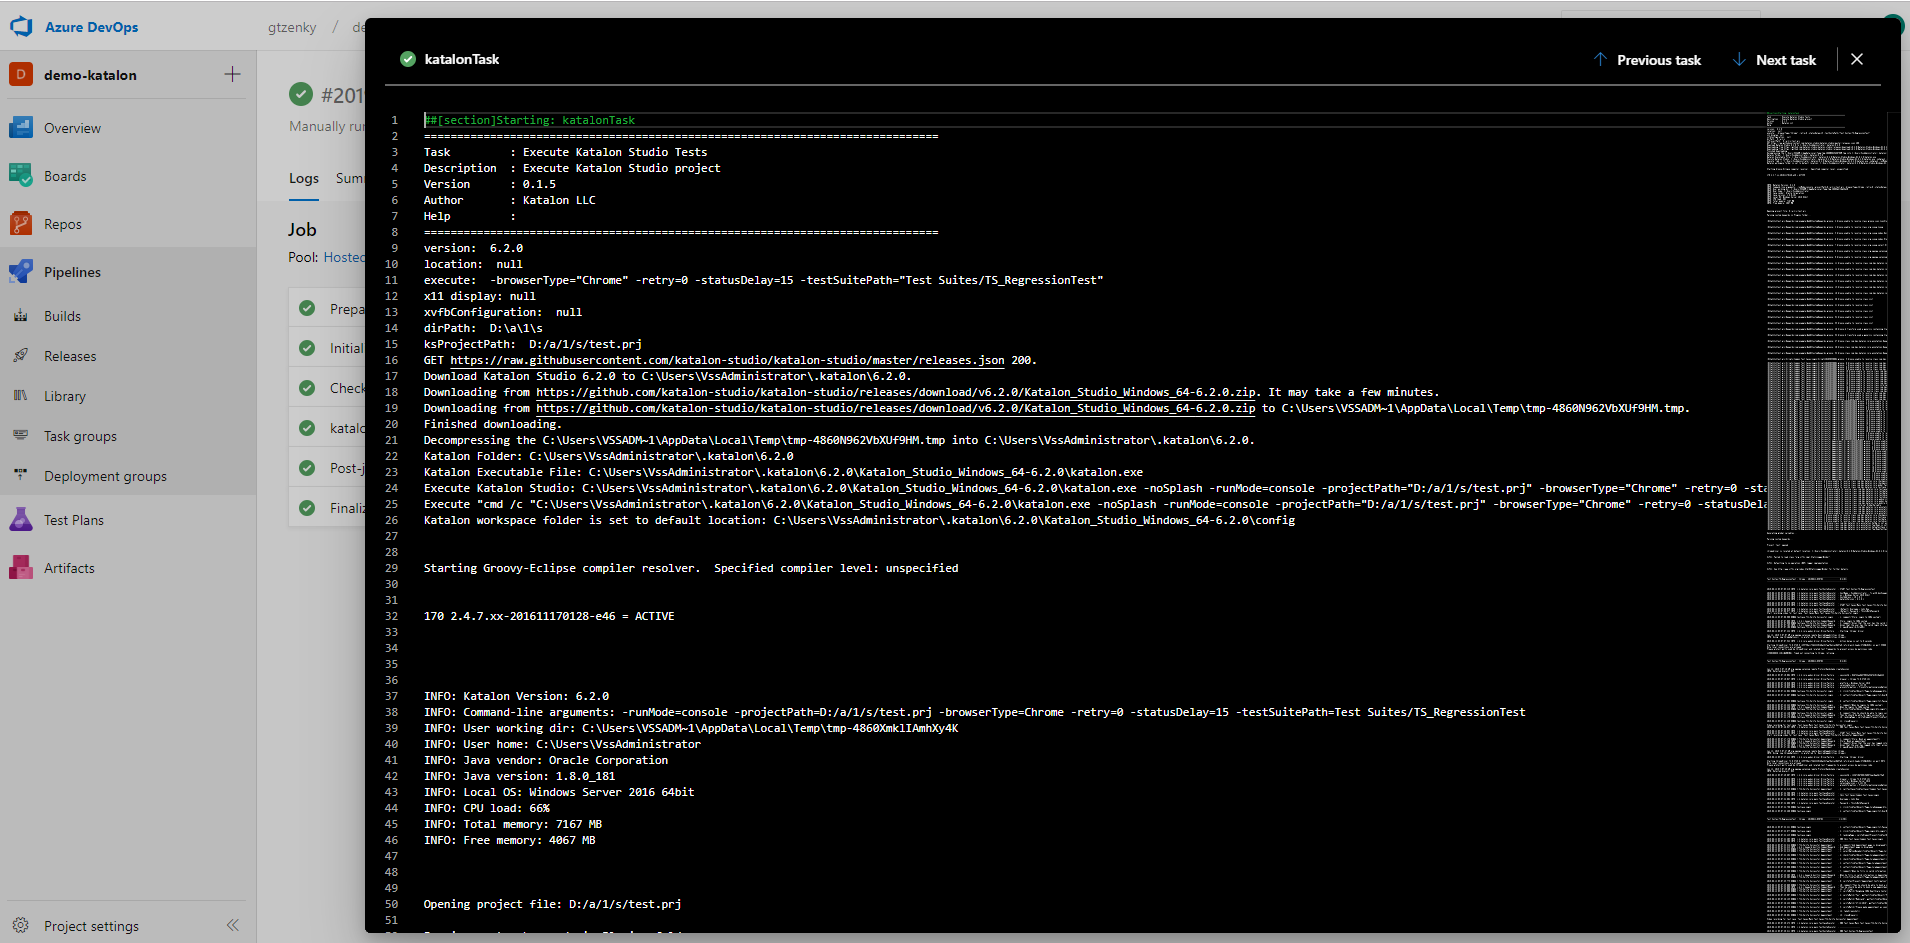 Azure DevOps
gtzenky / de
demo-katalon
Overview
Boards
Repos
Pipelines
Builds
Releases
Library
Task groups
Deployment groups
Test Plans
Artifacts
Project settings
#201
Manually ru
Logs Sum
Job
Pool: Hosted
Prepa
Initial
Check
katalo
Post-j
Finaliz
katalonTask
Previous task Next task
1 ##[section]Starting: katalonTask
2 ==============================================================================
3 Task         : Execute Katalon Studio Tests
4 Description  : Execute Katalon Studio project
5 Version      : 0.1.5
6 Author       : Katalon LLC
7 Help         :
8 ==============================================================================
9 version:  6.2.0
10 location:  null
11 execute:  -browserType="Chrome" -retry=0 -statusDelay=15 -testSuitePath="Test Suites/TS_RegressionTest"
12 x11 display: null
13 xvfbConfiguration:  null
14 dirPath:  D:\a\1\s
15 ksProjectPath:  D:/a/1/s/test.prj
16 GET https://raw.githubusercontent.com/katalon-studio/katalon-studio/master/releases.json 200.
17 Download Katalon Studio 6.2.0 to C:\Users\VssAdministrator\.katalon\6.2.0.
18 Downloading from https://github.com/katalon-studio/katalon-studio/releases/download/v6.2.0/Katalon_Studio_Windows_64-6.2.0.zip. It may take a few minutes.
19 Downloading from https://github.com/katalon-studio/katalon-studio/releases/download/v6.2.0/Katalon_Studio_Windows_64-6.2.0.zip to C:\Users\VSSADM~1\AppData\Local\Temp\tmp-4860N962VbXUf9HM.tmp.
20 Finished downloading.
21 Decompressing the C:\Users\VSSADM~1\AppData\Local\Temp\tmp-4860N962VbXUf9HM.tmp into C:\Users\VssAdministrator\.katalon\6.2.0.
22 Katalon Folder: C:\Users\VssAdministrator\.katalon\6.2.0
23 Katalon Executable File: C:\Users\VssAdministrator\.katalon\6.2.0\Katalon_Studio_Windows_64-6.2.0\katalon.exe
24 Execute Katalon Studio: C:\Users\VssAdministrator\.katalon\6.2.0\Katalon_Studio_Windows_64-6.2.0\katalon.exe -noSplash -runMode=console -projectPath="D:/a/1/s/test.prj" -browserType="Chrome" -retry=0 -sta
25 Execute "cmd /c "C:\Users\VssAdministrator\.katalon\6.2.0\Katalon_Studio_Windows_64-6.2.0\katalon.exe -noSplash -runMode=console -projectPath="D:/a/1/s/test.prj" -browserType="Chrome" -retry=0 -statusDela
26 Katalon workspace folder is set to default location: C:\Users\VssAdministrator\.katalon\6.2.0\Katalon_Studio_Windows_64-6.2.0\config
27
28
29 Starting Groovy-Eclipse compiler resolver.  Specified compiler level: unspecified
30
31
32 170 2.4.7.xx-201611170128-e46 = ACTIVE
33
34
35
36
37 INFO: Katalon Version: 6.2.0
38 INFO: Command-line arguments: -runMode=console -projectPath=D:/a/1/s/test.prj -browserType=Chrome -retry=0 -statusDelay=15 -testSuitePath=Test Suites/TS_RegressionTest
39 INFO: User working dir: C:\Users\VSSADM~1\AppData\Local\Temp\tmp-4860XmklIAmhXy4K
40 INFO: User home: C:\Users\VssAdministrator
41 INFO: Java vendor: Oracle Corporation
42 INFO: Java version: 1.8.0_181
43 INFO: Local OS: Windows Server 2016 64bit
44 INFO: CPU load: 66%
45 INFO: Total memory: 7167 MB
46 INFO: Free memory: 4067 MB
47
48
49
50 Opening project file: D:/a/1/s/test.prj
51